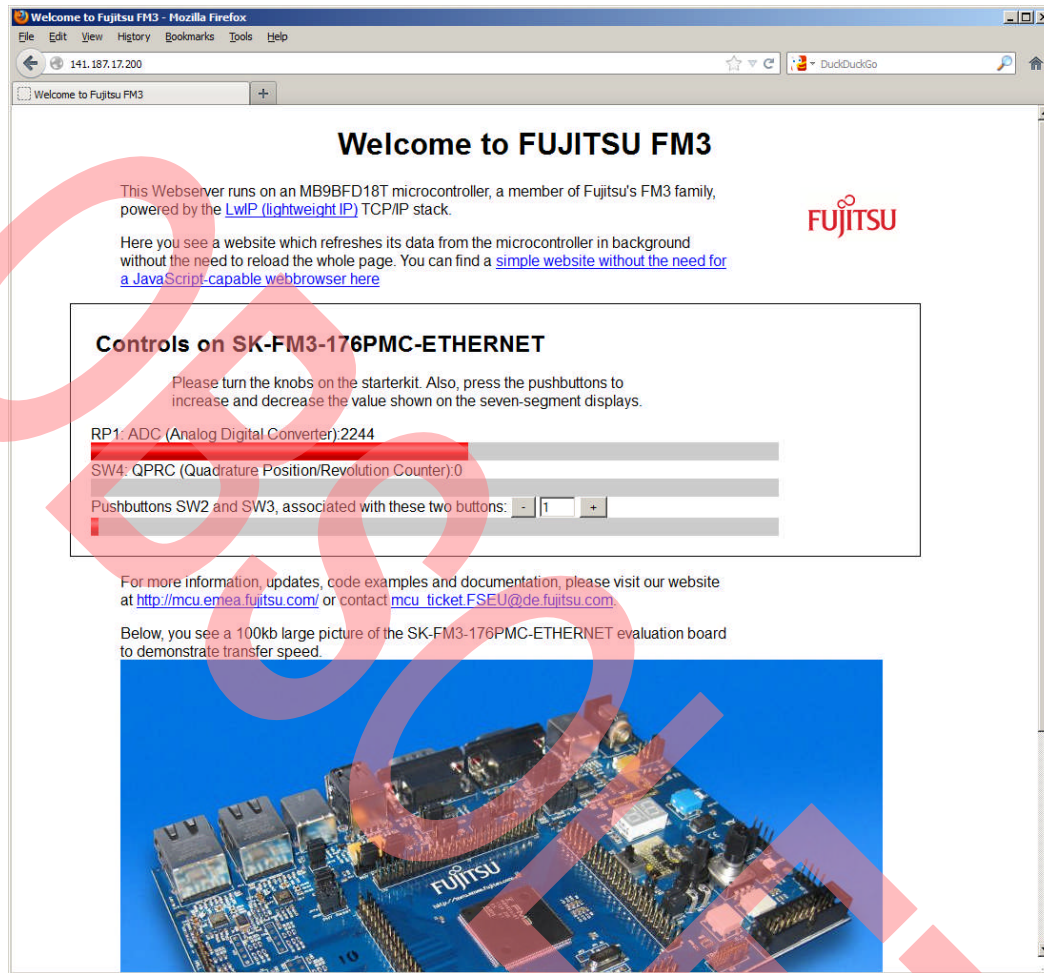 Welcome to Fujitsu FM3 - Mozilla Firefox
File Edit View History Bookmarks Tools Help
141.187.17.200
DuckDuckGo
Welcome to Fujitsu FM3
+
Welcome to FUJITSU FM3
This Webserver runs on an MB9BFD18T microcontroller, a member of Fujitsu's FM3 family,
powered by the LwIP (lightweight IP) TCP/IP stack.
FUJITSU
Here you see a website which refreshes its data from the microcontroller in background
without the need to reload the whole page. You can find a simple website without the need for
a JavaScript-capable webbrowser here
Controls on SK-FM3-176PMC-ETHERNET
Please turn the knobs on the starterkit. Also, press the pushbuttons to
increase and decrease the value shown on the seven-segment displays.
RP1: ADC (Analog Digital Converter):2244
SW4: QPRC (Quadrature Position/Revolution Counter):0
Pushbuttons SW2 and SW3, associated with these two buttons: - 1 +
For more information, updates, code examples and documentation, please visit our website
at http://mcu.emea.fujitsu.com/ or contact mcu_ticket.FSEU@de.fujitsu.com.
Below, you see a 100kb large picture of the SK-FM3-176PMC-ETHERNET evaluation board
to demonstrate transfer speed.
FUJITSU
10